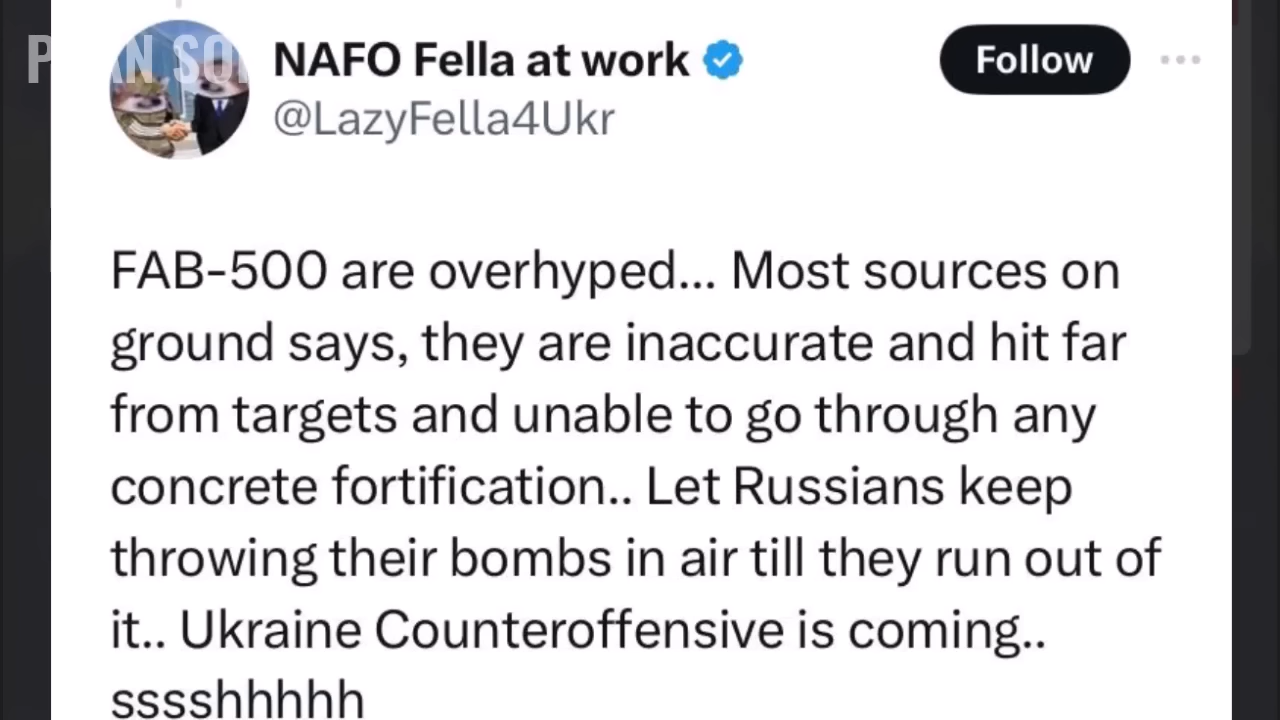 NAFO Fella at work
Follow
@LazyFella4Ukr
FAB-500 are overhyped... Most sources on
ground says, they are inaccurate and hit far
from targets and unable to go through any
concrete fortification.. Let Russians keep
throwing their bombs in air till they run out of
it.. Ukraine Counteroffensive is coming..
sssshhhhh